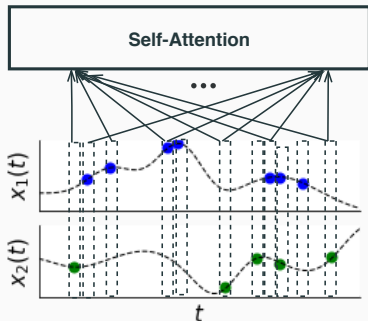 Self-Attention
...
x₁(t)
x₂(t)
t